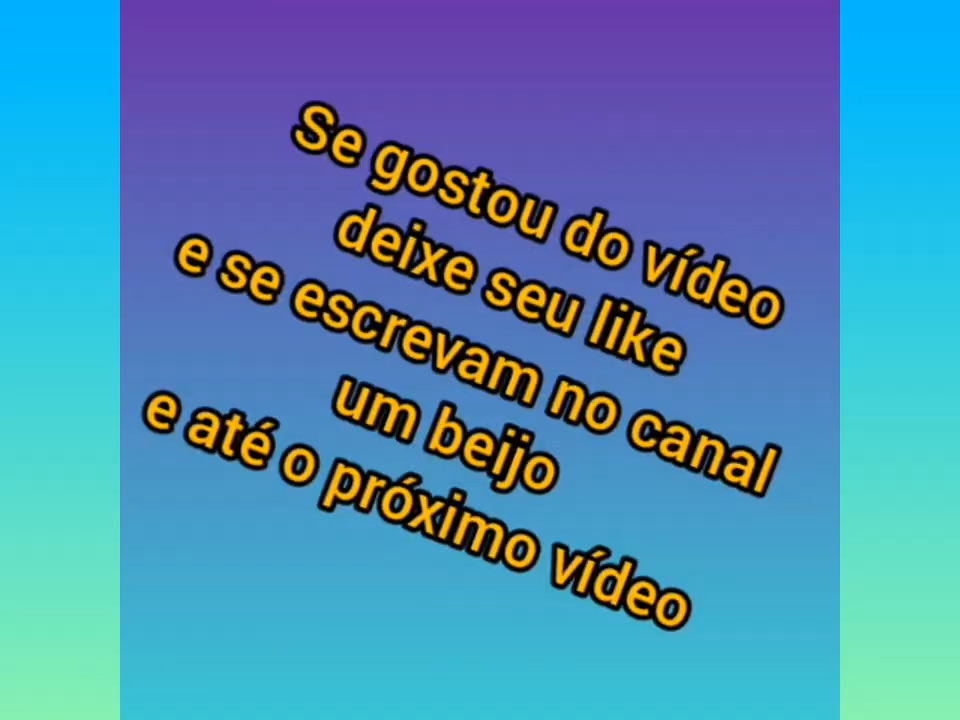 Se gostou do vídeo
deixe seu like
e se escrevam no canal
um beijo
e até o próximo vídeo